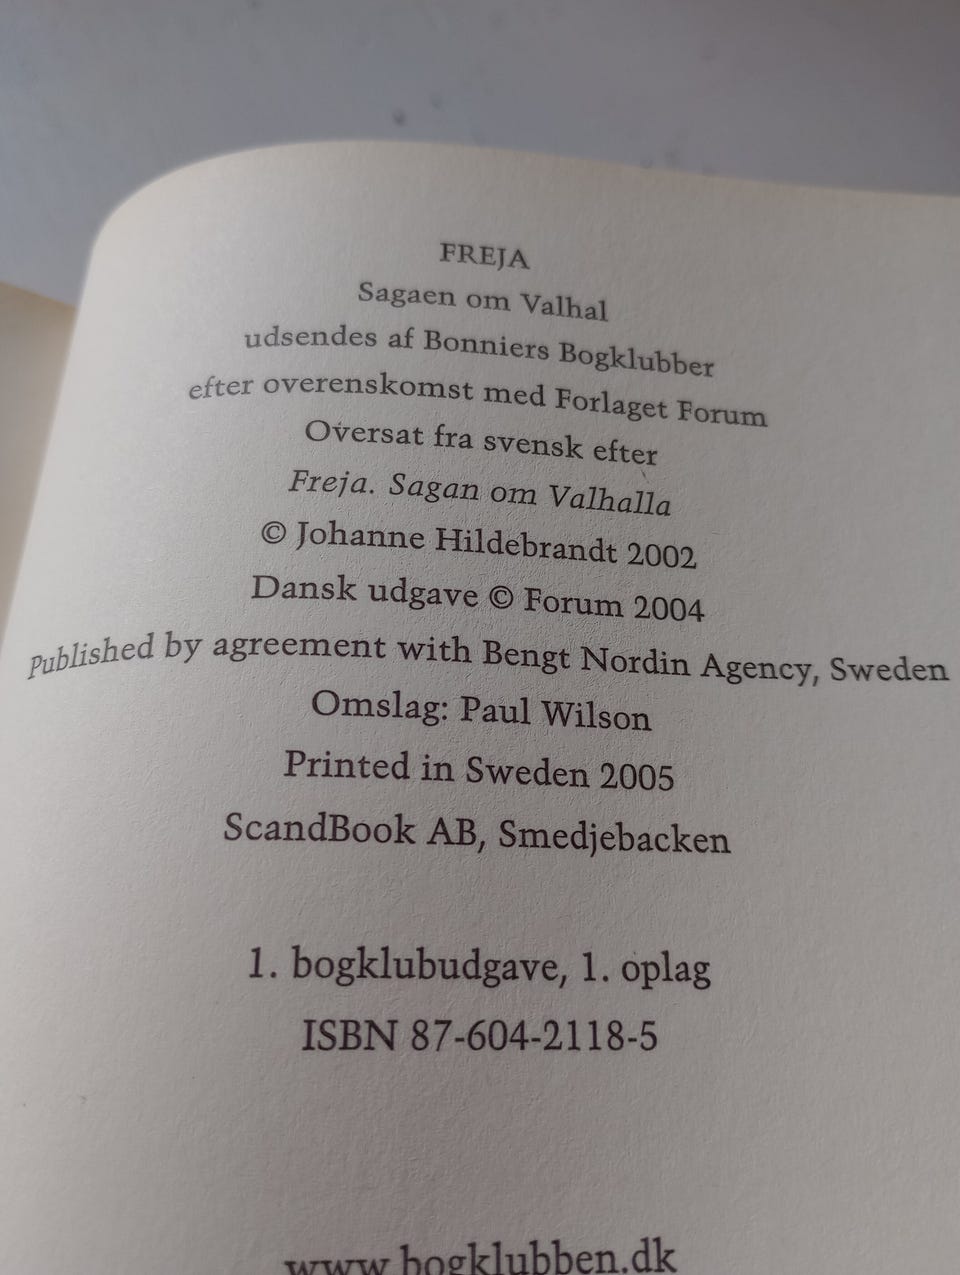 FREJA
Sagaen om Valhal
udsendes af Bonniers Bogklubber
efter overenskomst med Forlaget Forum
Oversat fra svensk efter
Freja. Sagan om Valhalla
© Johanne Hildebrandt 2002
Dansk udgave © Forum 2004
Published by agreement with Bengt Nordin Agency, Sweden
Omslag: Paul Wilson
Printed in Sweden 2005
ScandBook AB, Smedjebacken
1. bogklubudgave, 1. oplag
ISBN 87-604-2118-5
www.bogklubben.dk